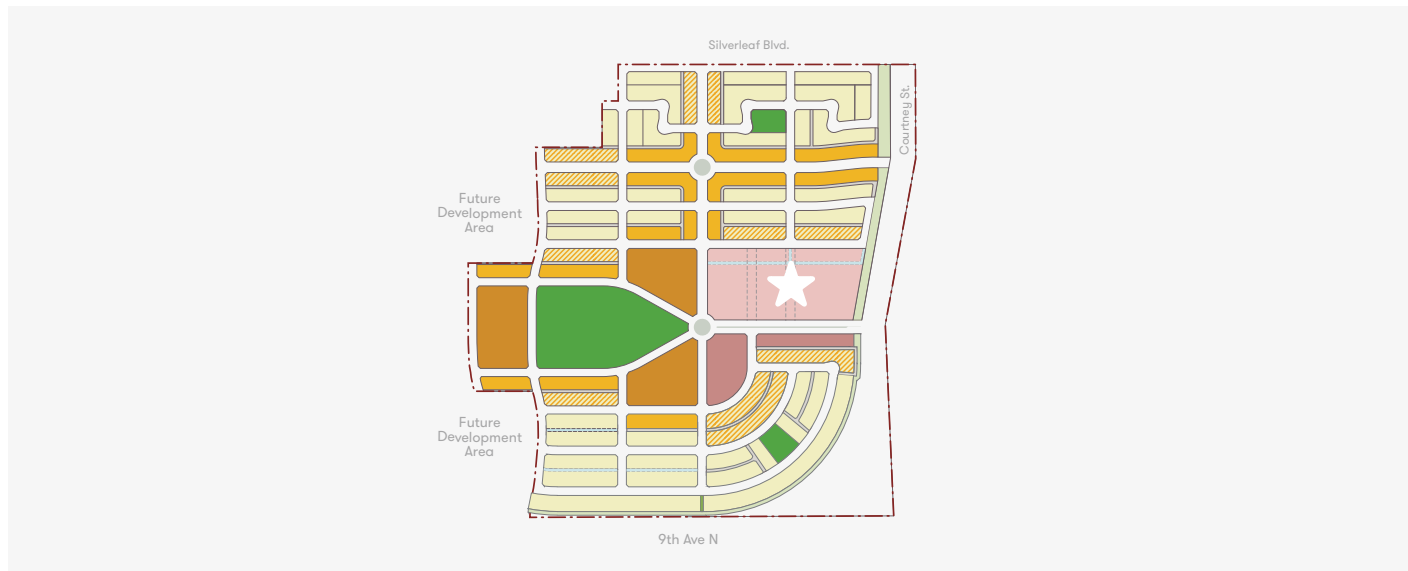 Silverleaf Blvd.
Courtney St.
Future
Development
Area
Future
Development
Area
9th Ave N